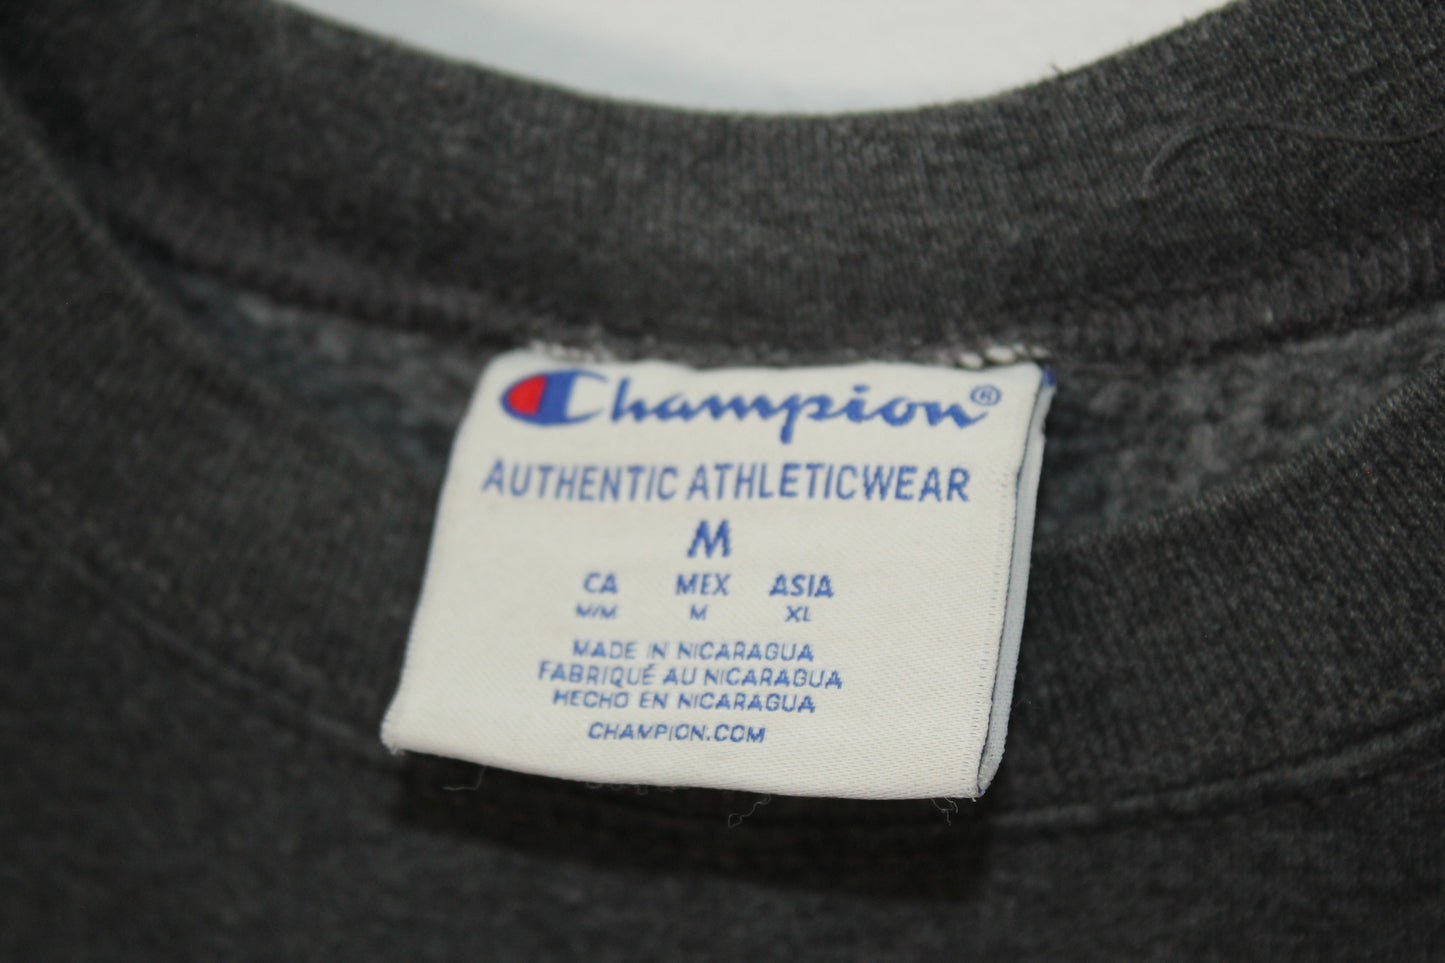 Champion®
AUTHENTIC ATHLETICWEAR
M
CA MEX ASIA
M/M M XL
MADE IN NICARAGUA
FABRIQUÉ AU NICARAGUA
HECHO EN NICARAGUA
CHAMPION.COM